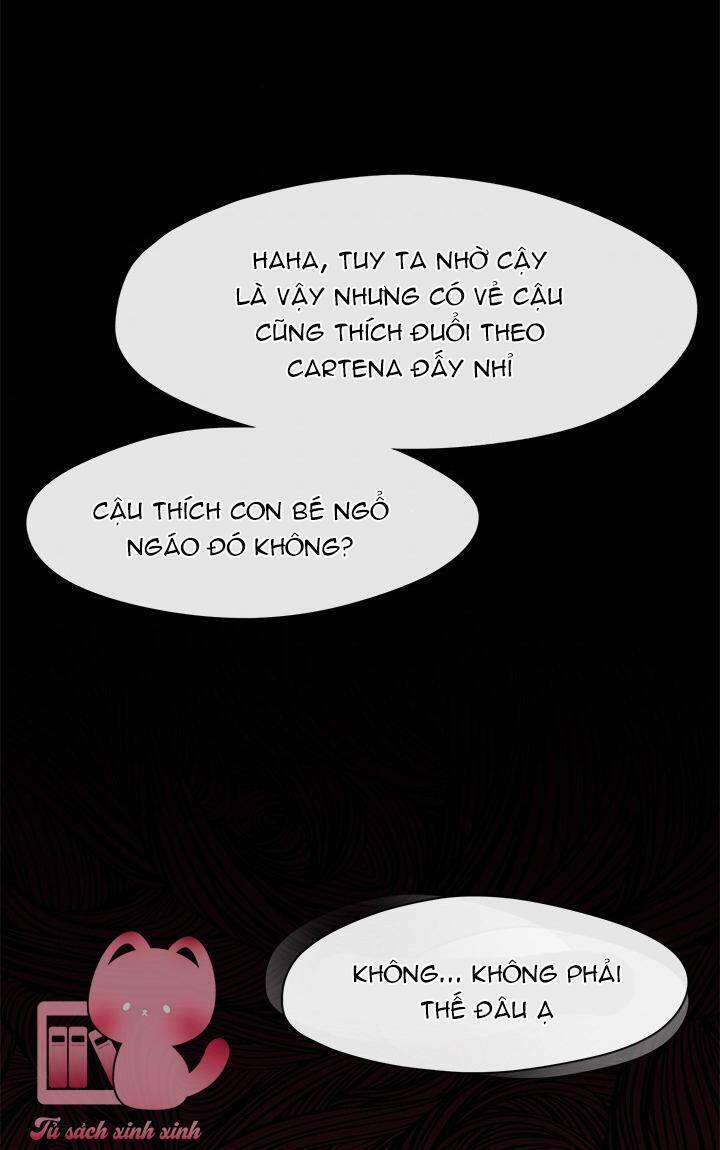 HAHA, TUY TA NHỜ CẬY
LÀ VẬY NHƯNG CÓ VẺ CẬU
CŨNG THÍCH ĐUỔI THEO
CARTENA ĐẤY NHỈ
CẬU THÍCH CON BÉ NGỔ
NGÁO ĐÓ KHÔNG?
KHÔNG... KHÔNG PHẢI
THẾ ĐÂU Ạ
Tủ sách xinh xinh